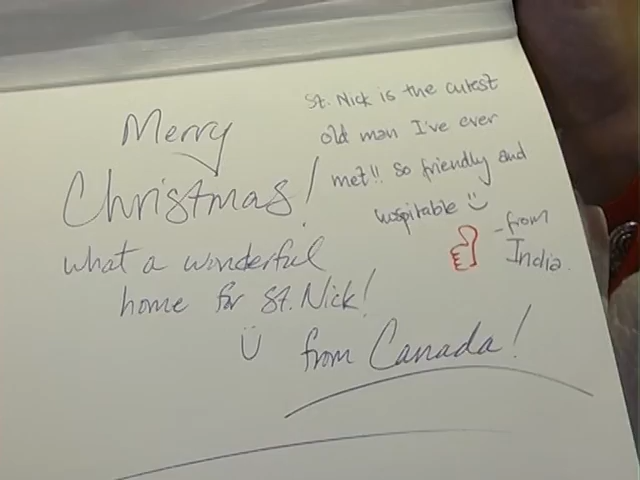 Merry
Christmas!
what a wonderful
home for St. Nick!
from Canada!
St. Nick is the cutest
old man I've ever
met!! So friendly and
hospitable
-from
India.